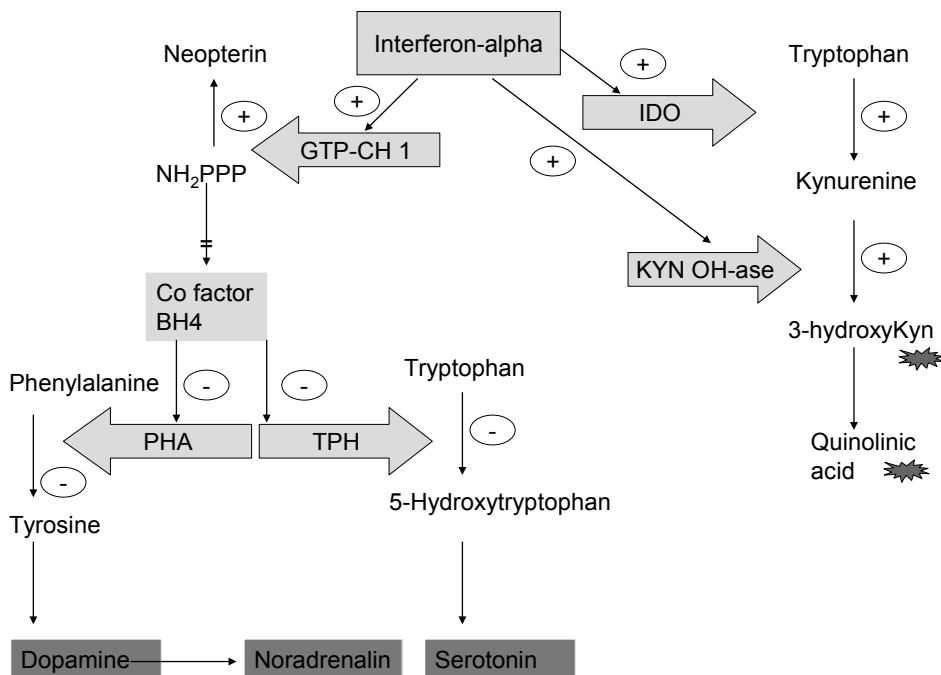 Interferon-alpha
Neopterin
Tryptophan
+
+
IDO
+
+
GTP-CH 1
+
NH₂PPP
Kynurenine
KYN OH-ase
+
Co factor
BH4
3-hydroxyKyn
Phenylalanine
-
-
Tryptophan
PHA
TPH
-
Quinolinic
acid
-
5-Hydroxytryptophan
Tyrosine
Dopamine
Noradrenalin
Serotonin